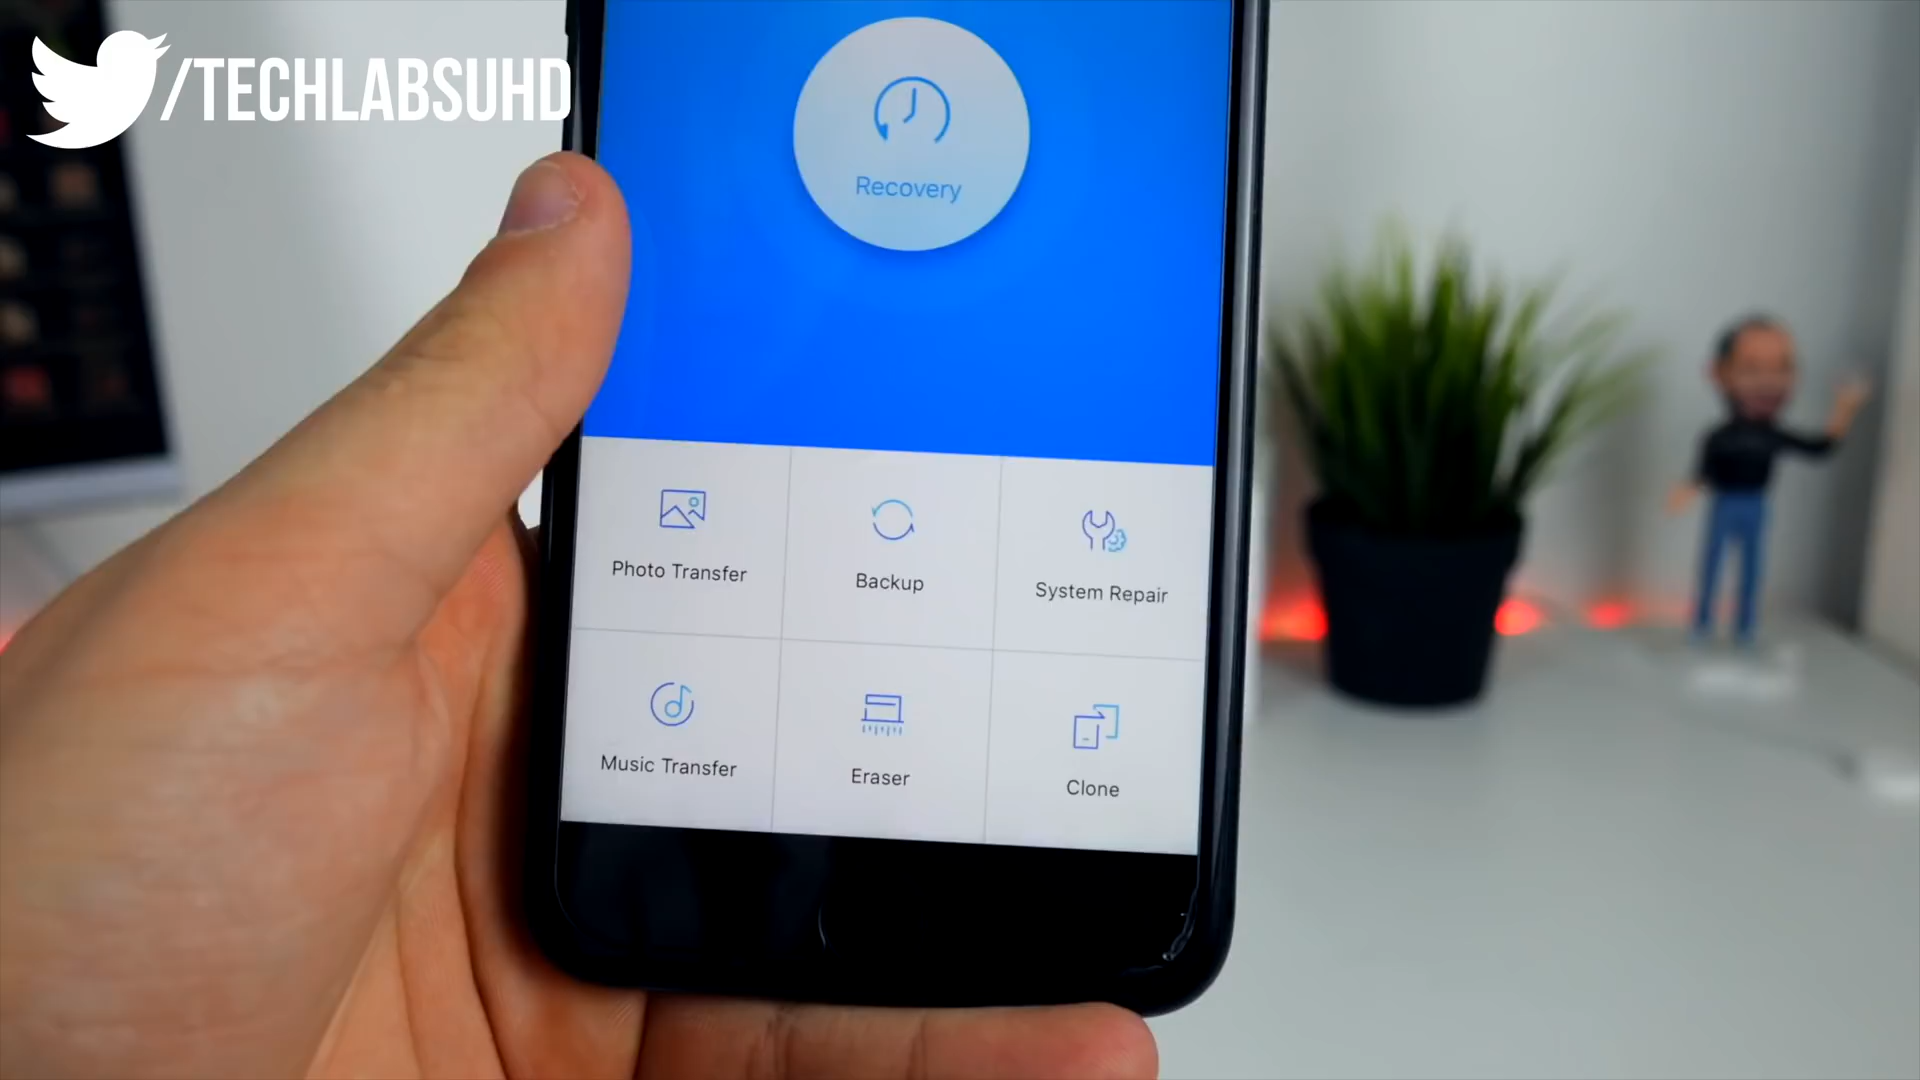 /TECHLABSUHD
Recovery
Photo Transfer
Backup
System Repair
Music Transfer
Eraser
Clone